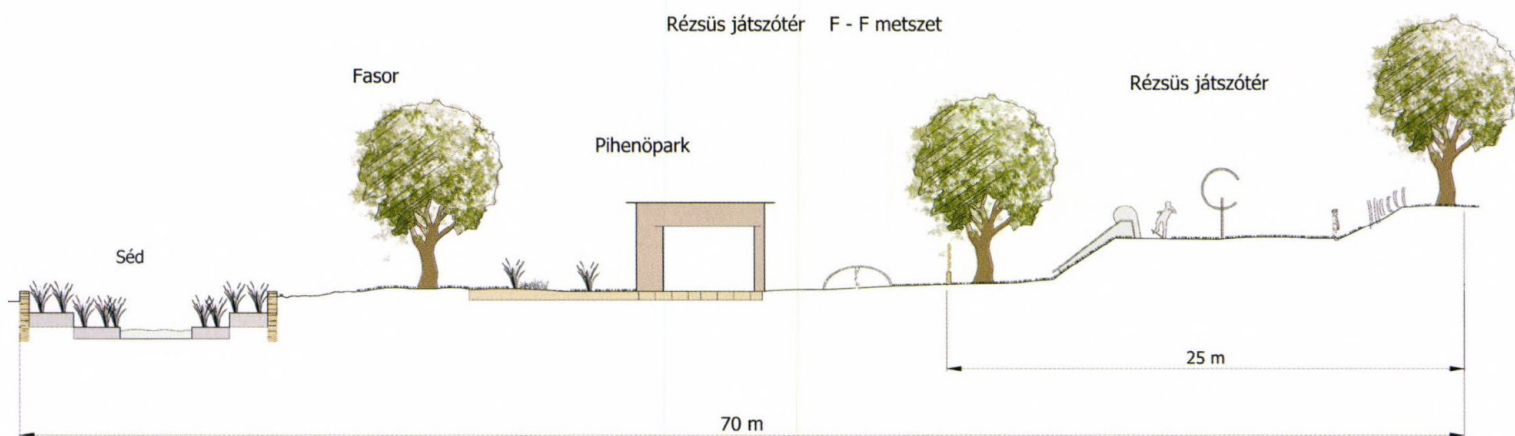 Rézsüs játszótér F - F metszet
Fasor
Rézsüs játszótér
Pihenöpark
Séd
25 m
70 m